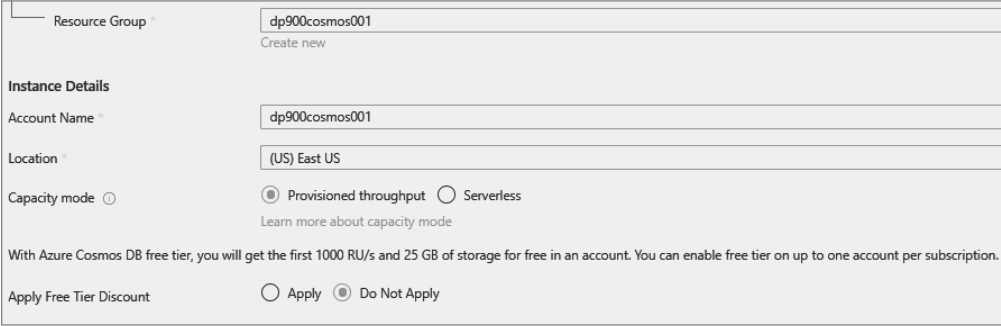 Resource Group *
dp900cosmos001
Create new
Instance Details
Account Name *
dp900cosmos001
Location *
(US) East US
Capacity mode
Provisioned throughput Serverless
Learn more about capacity mode
With Azure Cosmos DB free tier, you will get the first 1000 RU/s and 25 GB of storage for free in an account. You can enable free tier on up to one account per subscription.
Apply Free Tier Discount
Apply Do Not Apply